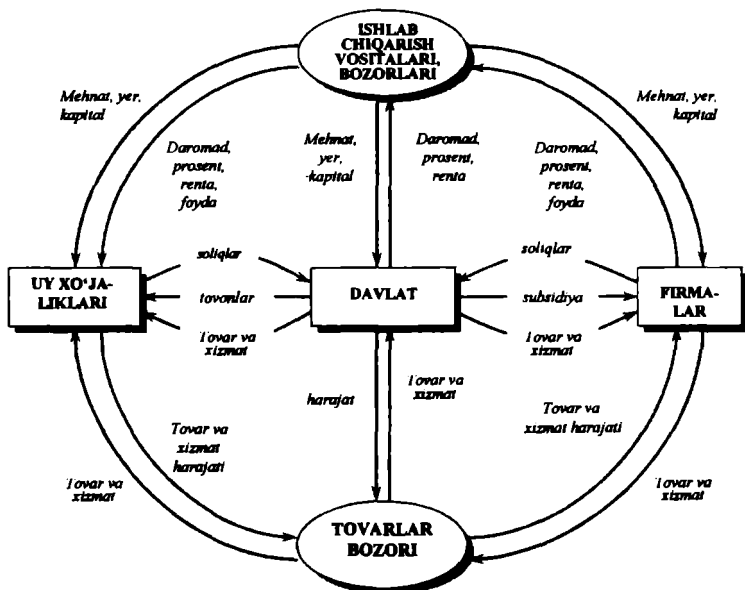 ISHLAB
CHIQARISH
VOSITALARI,
BOZORLARI
Mehnat, yer,
kapital
Mehnat, yer,
kapital
Daromad,
prosent,
renta,
foyda
Mehnat,
yer,
-kapital
Daromad,
prosent,
renta
Daromad,
prosent,
renta,
foyda
soliqlar
soliqlar
UY XO‘JA-
LIKLARI
tovonlar
DAVLAT
subsidiya
FIRMA-
LAR
Tovar va
xizmat
Tovar va
xizmat
harajat
Tovar va
xizmat
Tovar va
xizmat
harajati
Tovar va
xizmat harajati
Tovar va
xizmat
Tovar va
xizmat
TOVARLAR
BOZORI